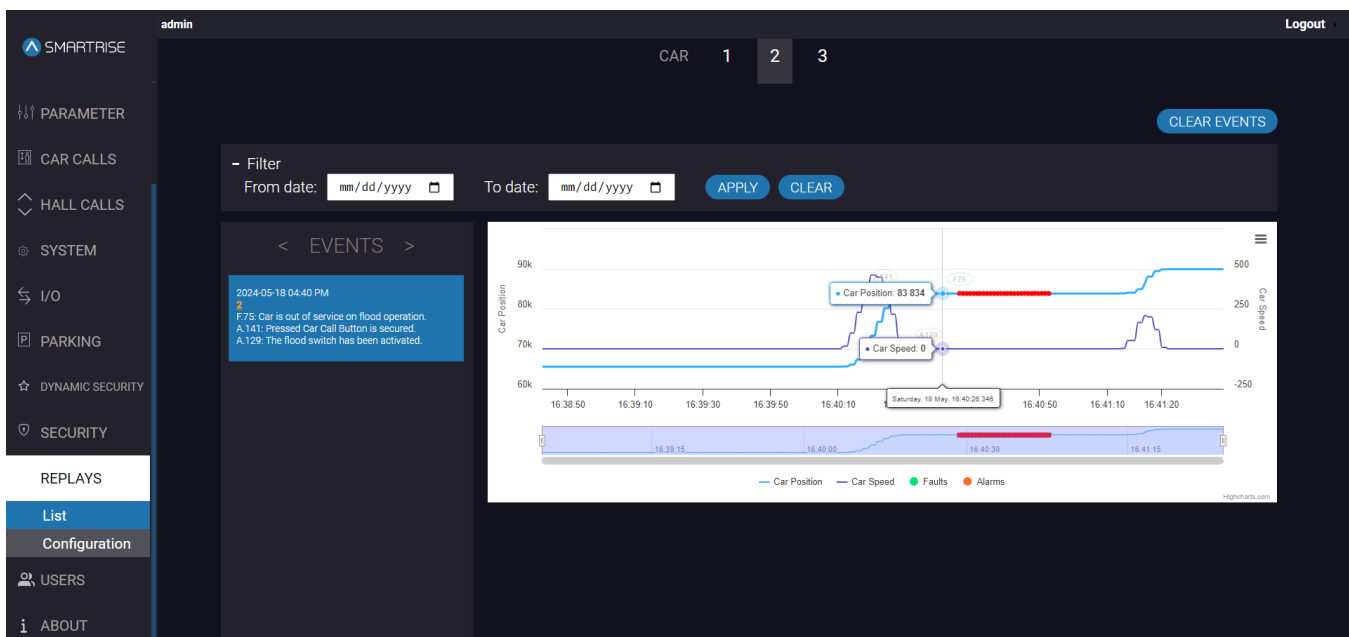 admin
Logout
SMARTRISE
CAR 1 2 3
PARAMETER
CLEAR EVENTS
CAR CALLS
- Filter
From date: mm/dd/yyyy To date: mm/dd/yyyy APPLY CLEAR
HALL CALLS
SYSTEM
I/O
PARKING
DYNAMIC SECURITY
SECURITY
REPLAYS
List
Configuration
USERS
i ABOUT
< EVENTS >
2024-05-18 04:40 PM
2
F.75: Car is out of service on flood operation.
A.141: Pressed Car Call Button is secured.
A.129: The flood switch has been activated.
90k
80k
70k
60k
Car Position
500
250
0
-250
Car Speed
F75
A.129
Car Position: 83 834
Car Speed: 0
Saturday, 18 May, 16:40:26.346
16:38:50 16:39:10 16:39:30 16:39:50 16:40:10 16:40:50 16:41:10 16:41:20
16:39:15 16:40:00 16:40:30 16:41:15
Car Position Car Speed Faults Alarms
Highcharts.com